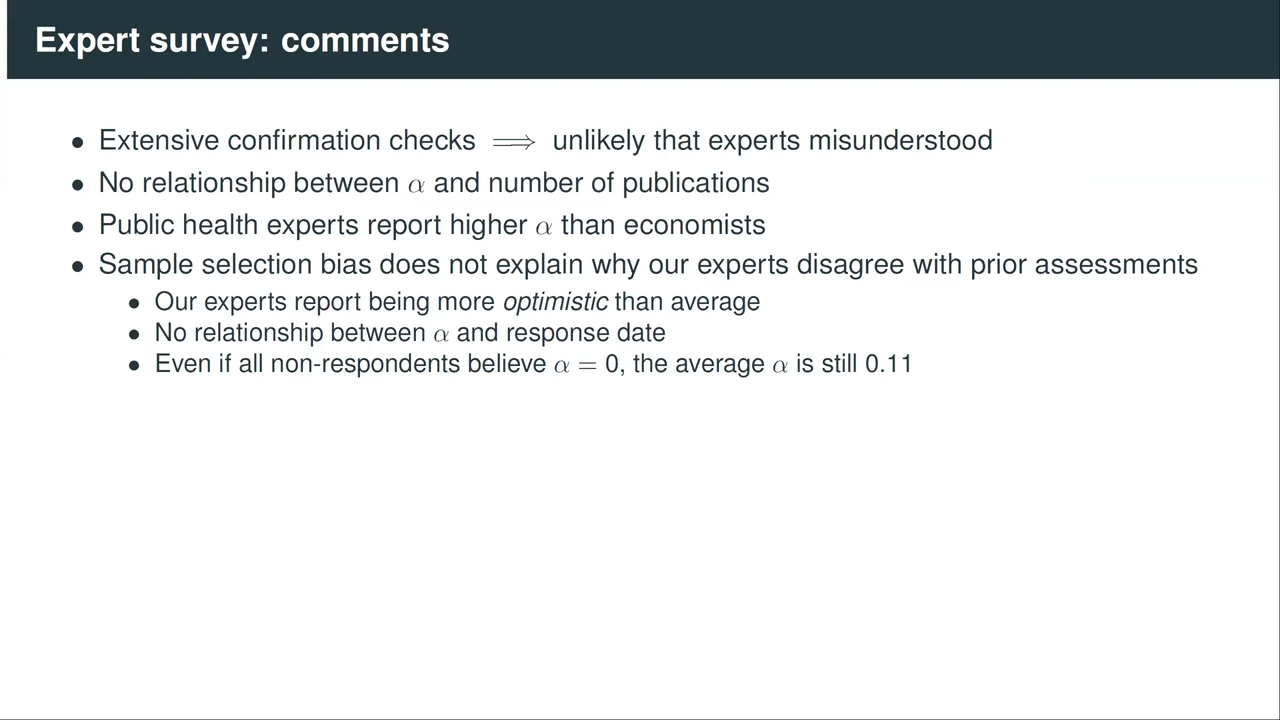 Expert survey: comments
• Extensive confirmation checks ⟹ unlikely that experts misunderstood
• No relationship between α and number of publications
• Public health experts report higher α than economists
• Sample selection bias does not explain why our experts disagree with prior assessments
• Our experts report being more optimistic than average
• No relationship between α and response date
• Even if all non-respondents believe α = 0, the average α is still 0.11